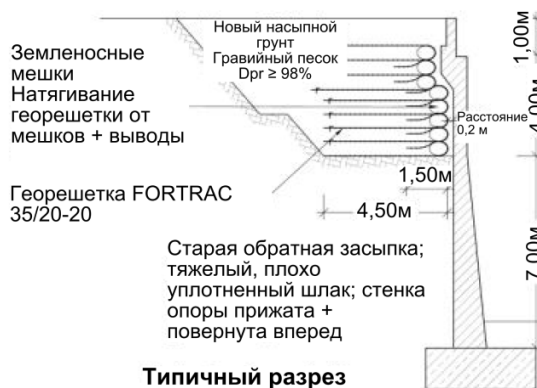 Земленосные
мешки
Натягивание
георешетки от
мешков + выводы
Новый насыпной
грунт
Гравийный песок
Dpr ≥ 98%
1,00м
Расстояние
0,2 м
4,00м
Георешетка FORTRAC
35/20-20
1,50м
4,50м
7,00м
Старая обратная засыпка;
тяжелый, плохо
уплотненный шлак; стенка
опоры прижата +
повернута вперед
Типичный разрез